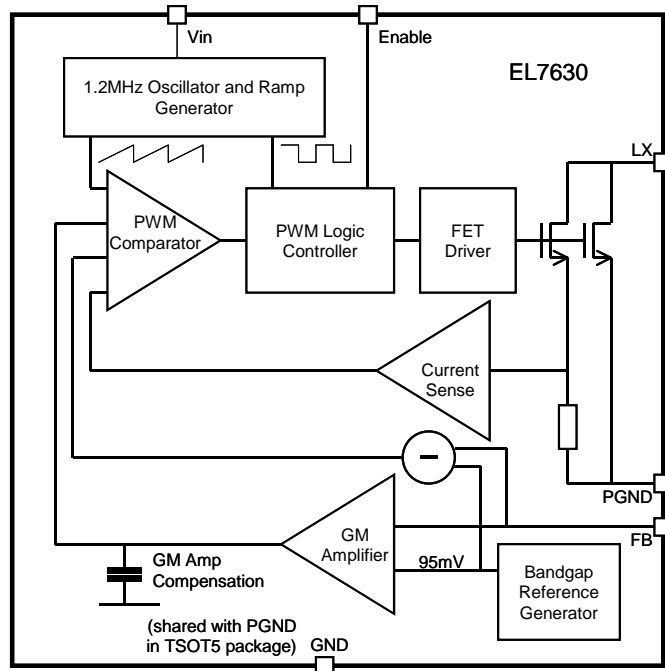 Vin
Enable
EL7630
1.2MHz Oscillator and Ramp
Generator
LX
PWM
Comparator
PWM Logic
Controller
FET
Driver
Current
Sense
PGND
FB
GM
Amplifier
95mV
Bandgap
Reference
Generator
GM Amp
Compensation
(shared with PGND
in TSOT5 package)
GND